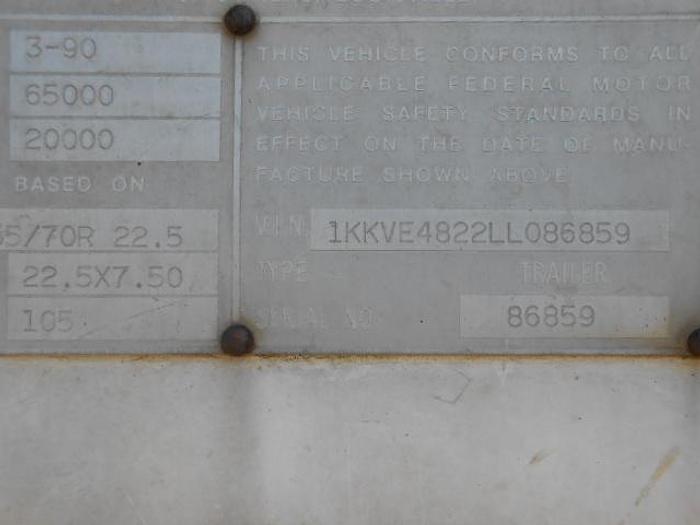 3-90
65000
20000
BASED ON
5/70R 22.5
22.5X7.50
105
THIS VEHICLE CONFORMS TO ALL
APPLICABLE FEDERAL MOTOR
VEHICLE SAFETY STANDARDS IN
EFFECT ON THE DATE OF MANU-
FACTURE SHOWN ABOVE
V.I.N. 1KKVE4822LL086859
TYPE TRAILER
SERIAL NO. 86859